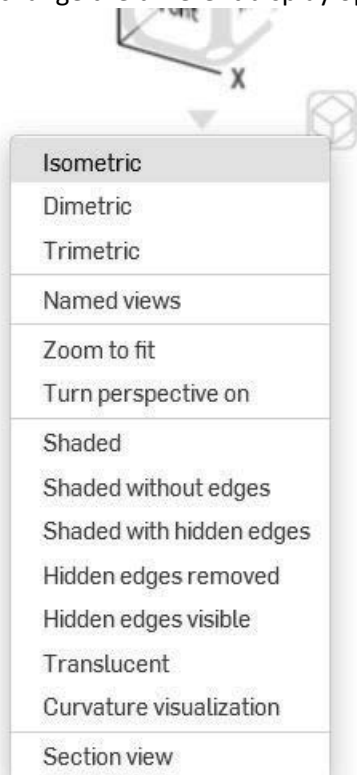 X
Isometric
Dimetric
Trimetric
Named views
Zoom to fit
Turn perspective on
Shaded
Shaded without edges
Shaded with hidden edges
Hidden edges removed
Hidden edges visible
Translucent
Curvature visualization
Section view